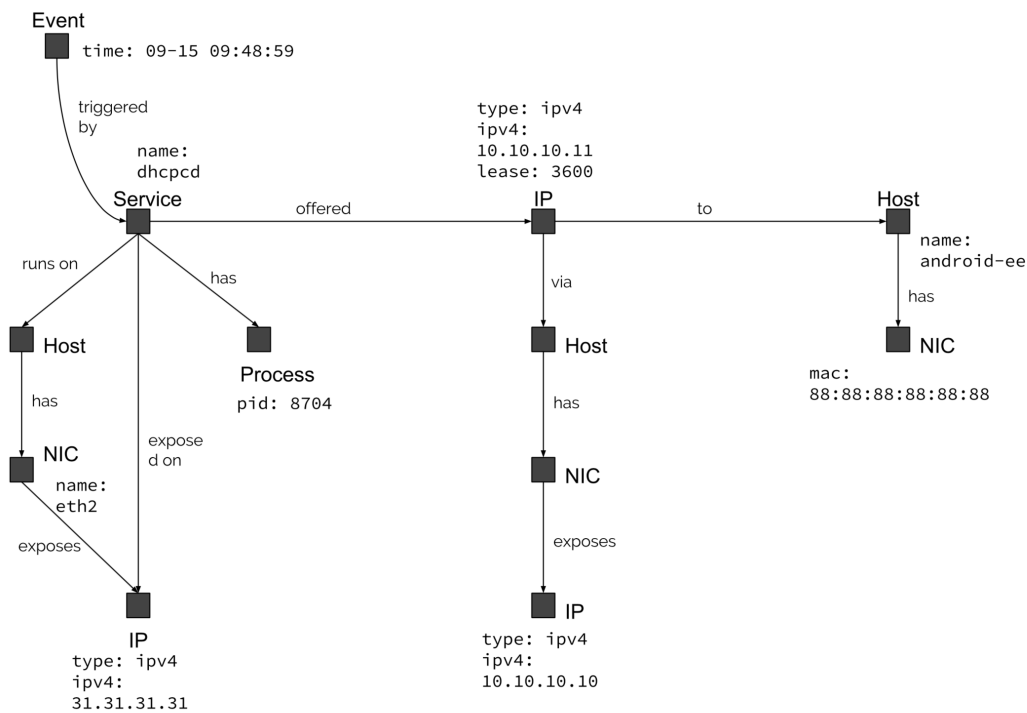 Event
time: 09-15 09:48:59
triggered
by
name:
dhcpcd
Service
offered
type: ipv4
ipv4:
10.10.10.11
lease: 3600
IP
to
Host
name:
android-ee
runs on
has
via
has
Host
Process
pid: 8704
Host
NIC
mac:
88:88:88:88:88:88
has
expose
d on
has
NIC
name:
eth2
NIC
exposes
exposes
IP
type: ipv4
ipv4:
31.31.31.31
IP
type: ipv4
ipv4:
10.10.10.10